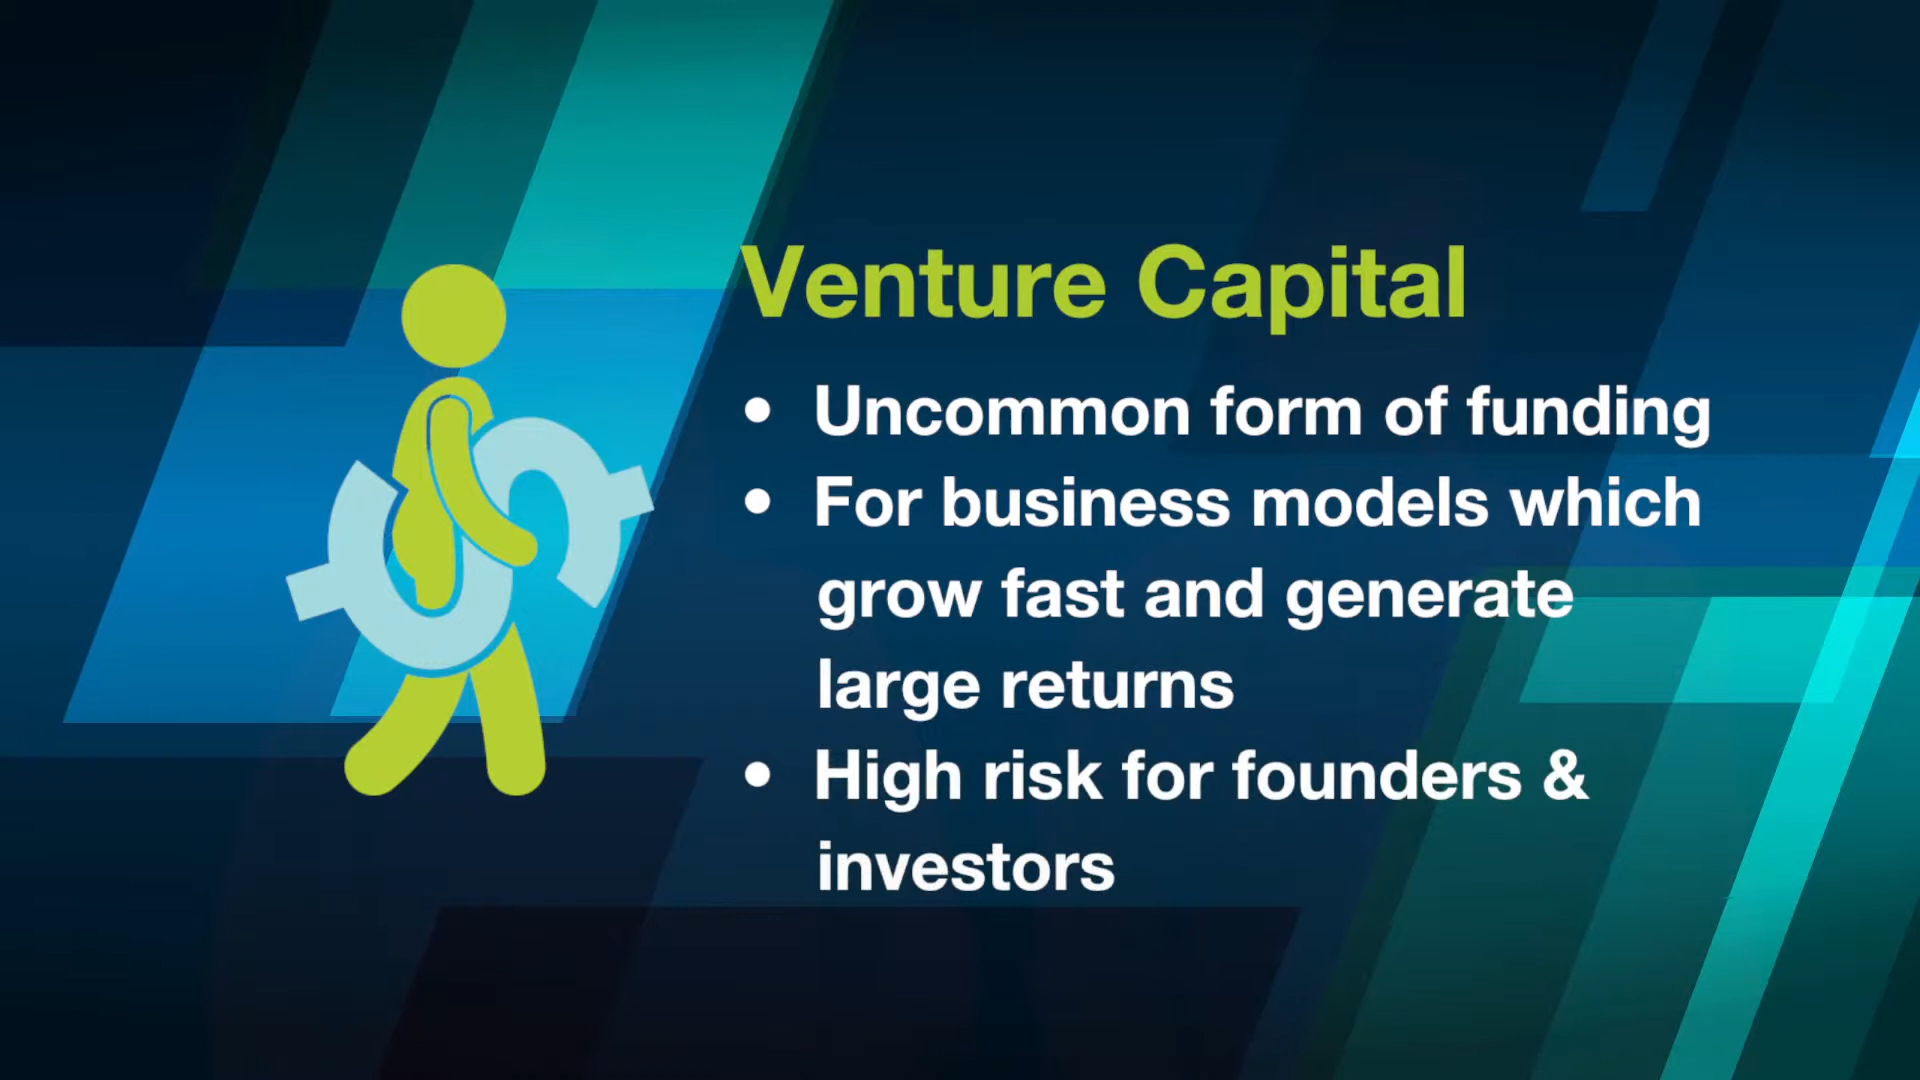 Venture Capital
• Uncommon form of funding
• For business models which
grow fast and generate
large returns
• High risk for founders &
investors